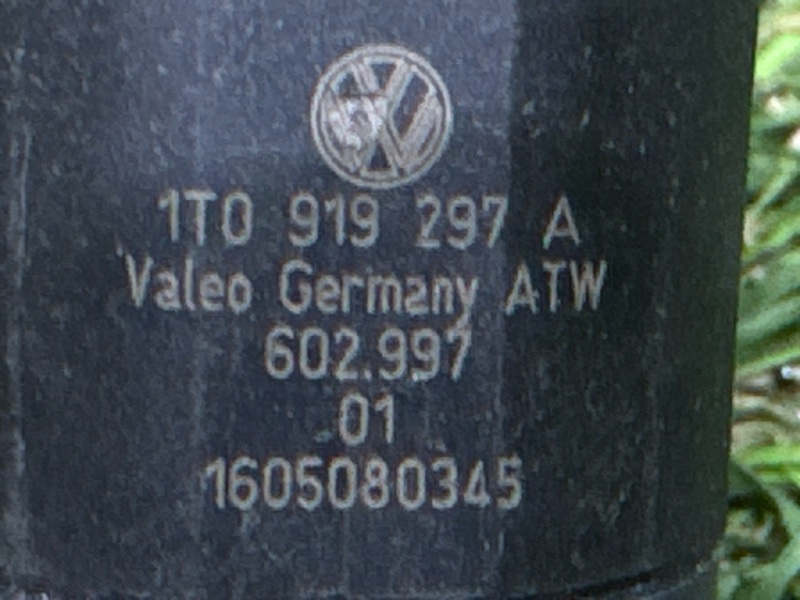 1T0 919 297 A
Valeo Germany ATW
602.997
01
1605080345